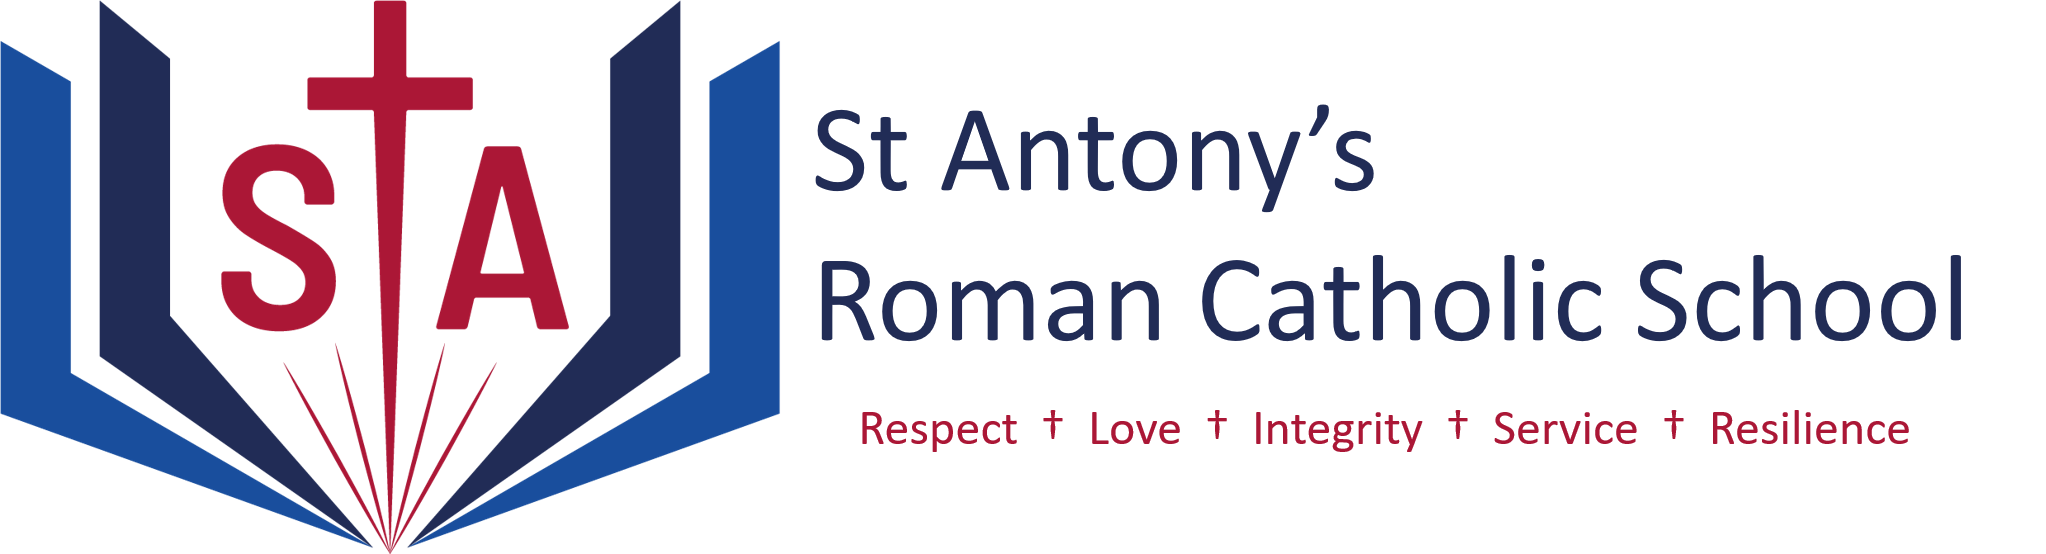 S A
St Antony’s
Roman Catholic School
Respect † Love † Integrity † Service † Resilience